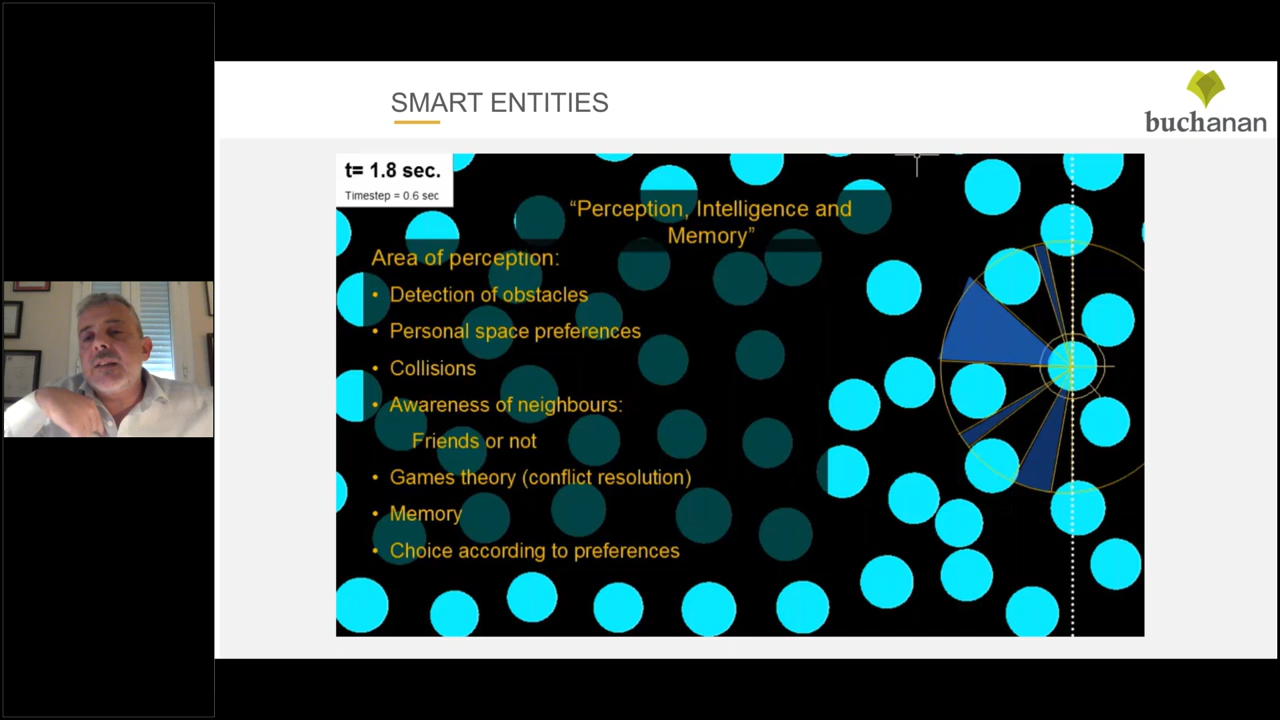 SMART ENTITIES
buchanan
t= 1.8 sec.
Timestep = 0.6 sec
“Perception, Intelligence and
Memory”
Area of perception:
• Detection of obstacles
• Personal space preferences
• Collisions
• Awareness of neighbours:
Friends or not
• Games theory (conflict resolution)
• Memory
• Choice according to preferences